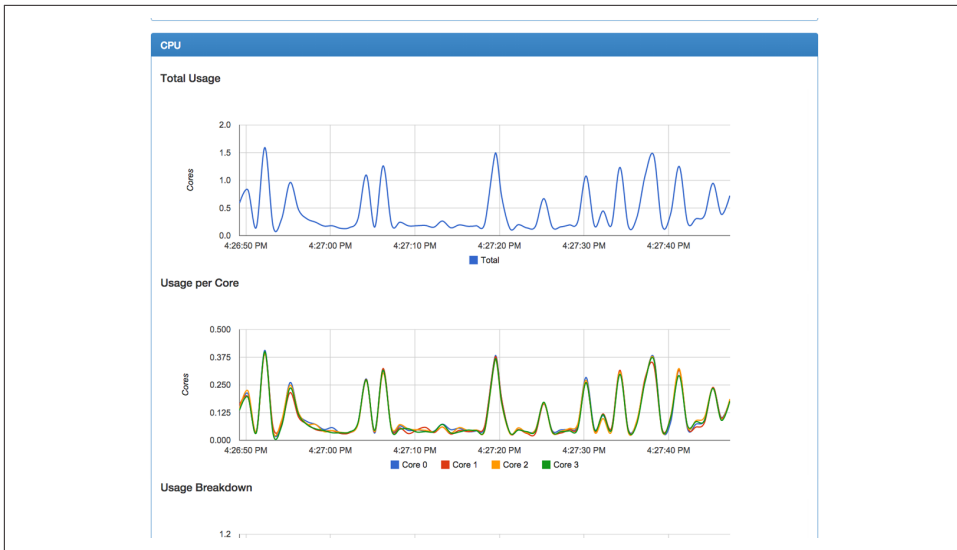 CPU
Total Usage
2.0
1.5
1.0
0.5
0.0
Cores
4:26:50 PM 4:27:00 PM 4:27:10 PM 4:27:20 PM 4:27:30 PM 4:27:40 PM
Total
Usage per Core
0.500
0.375
0.250
0.125
0.000
Cores
4:26:50 PM 4:27:00 PM 4:27:10 PM 4:27:20 PM 4:27:30 PM 4:27:40 PM
Core 0 Core 1 Core 2 Core 3
Usage Breakdown
1.2